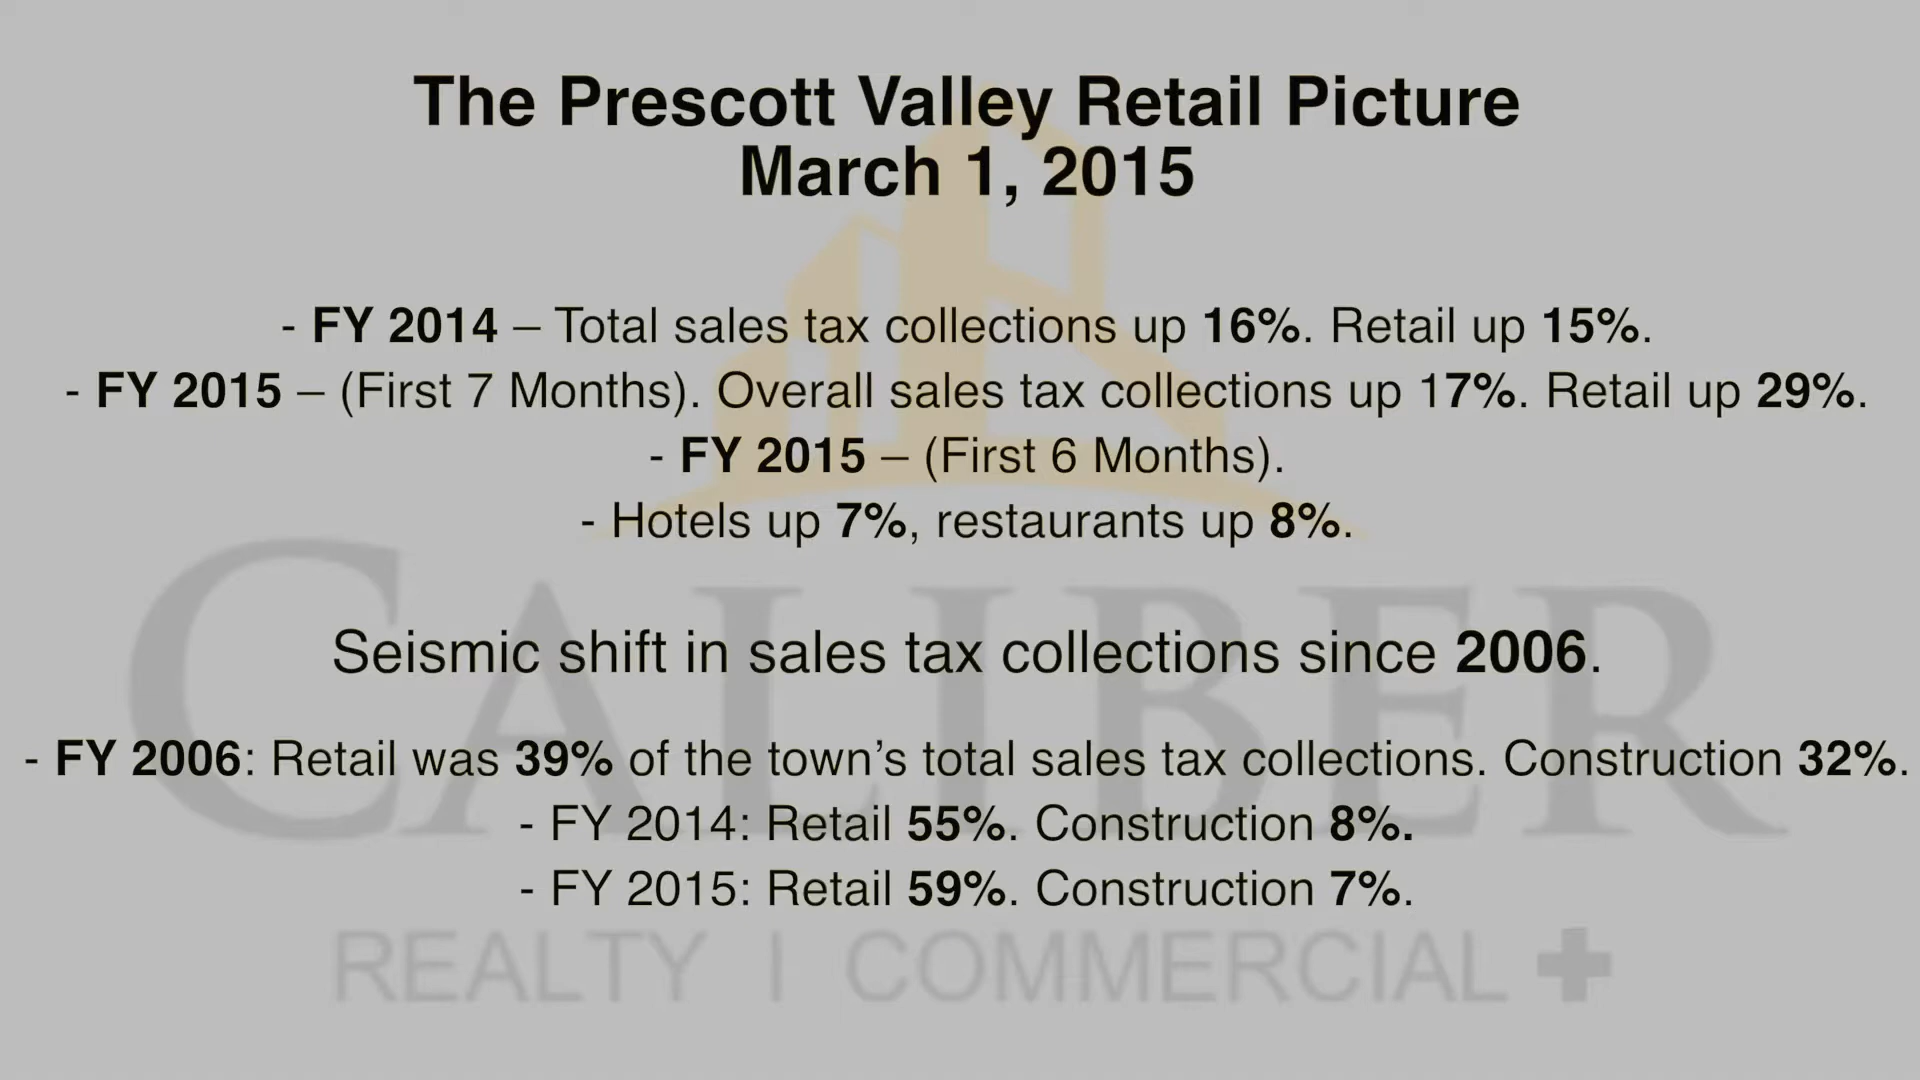 The Prescott Valley Retail Picture
March 1, 2015
- FY 2014 – Total sales tax collections up 16%. Retail up 15%.
- FY 2015 – (First 7 Months). Overall sales tax collections up 17%. Retail up 29%.
- FY 2015 – (First 6 Months).
- Hotels up 7%, restaurants up 8%.
CALIBER
Seismic shift in sales tax collections since 2006.
- FY 2006: Retail was 39% of the town’s total sales tax collections. Construction 32%.
- FY 2014: Retail 55%. Construction 8%.
- FY 2015: Retail 59%. Construction 7%.
REALTY | COMMERCIAL +